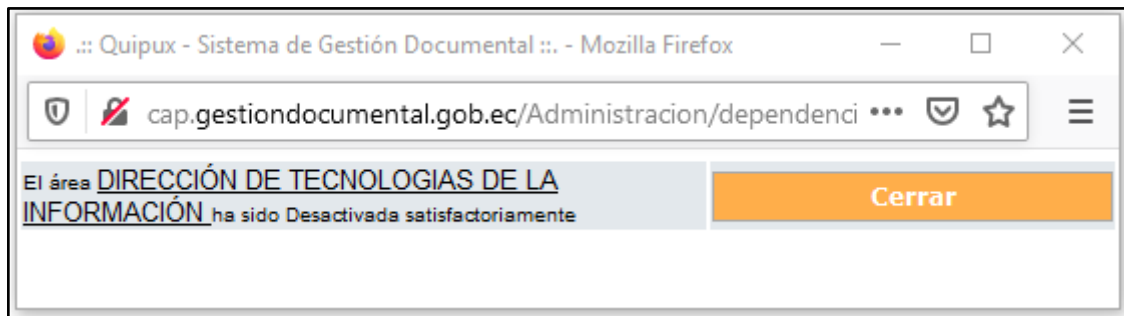 .:: Quipux - Sistema de Gestión Documental ::. - Mozilla Firefox
cap.gestiondocumental.gob.ec/Administracion/dependenci
El área DIRECCIÓN DE TECNOLOGIAS DE LA
INFORMACIÓN ha sido Desactivada satisfactoriamente
Cerrar